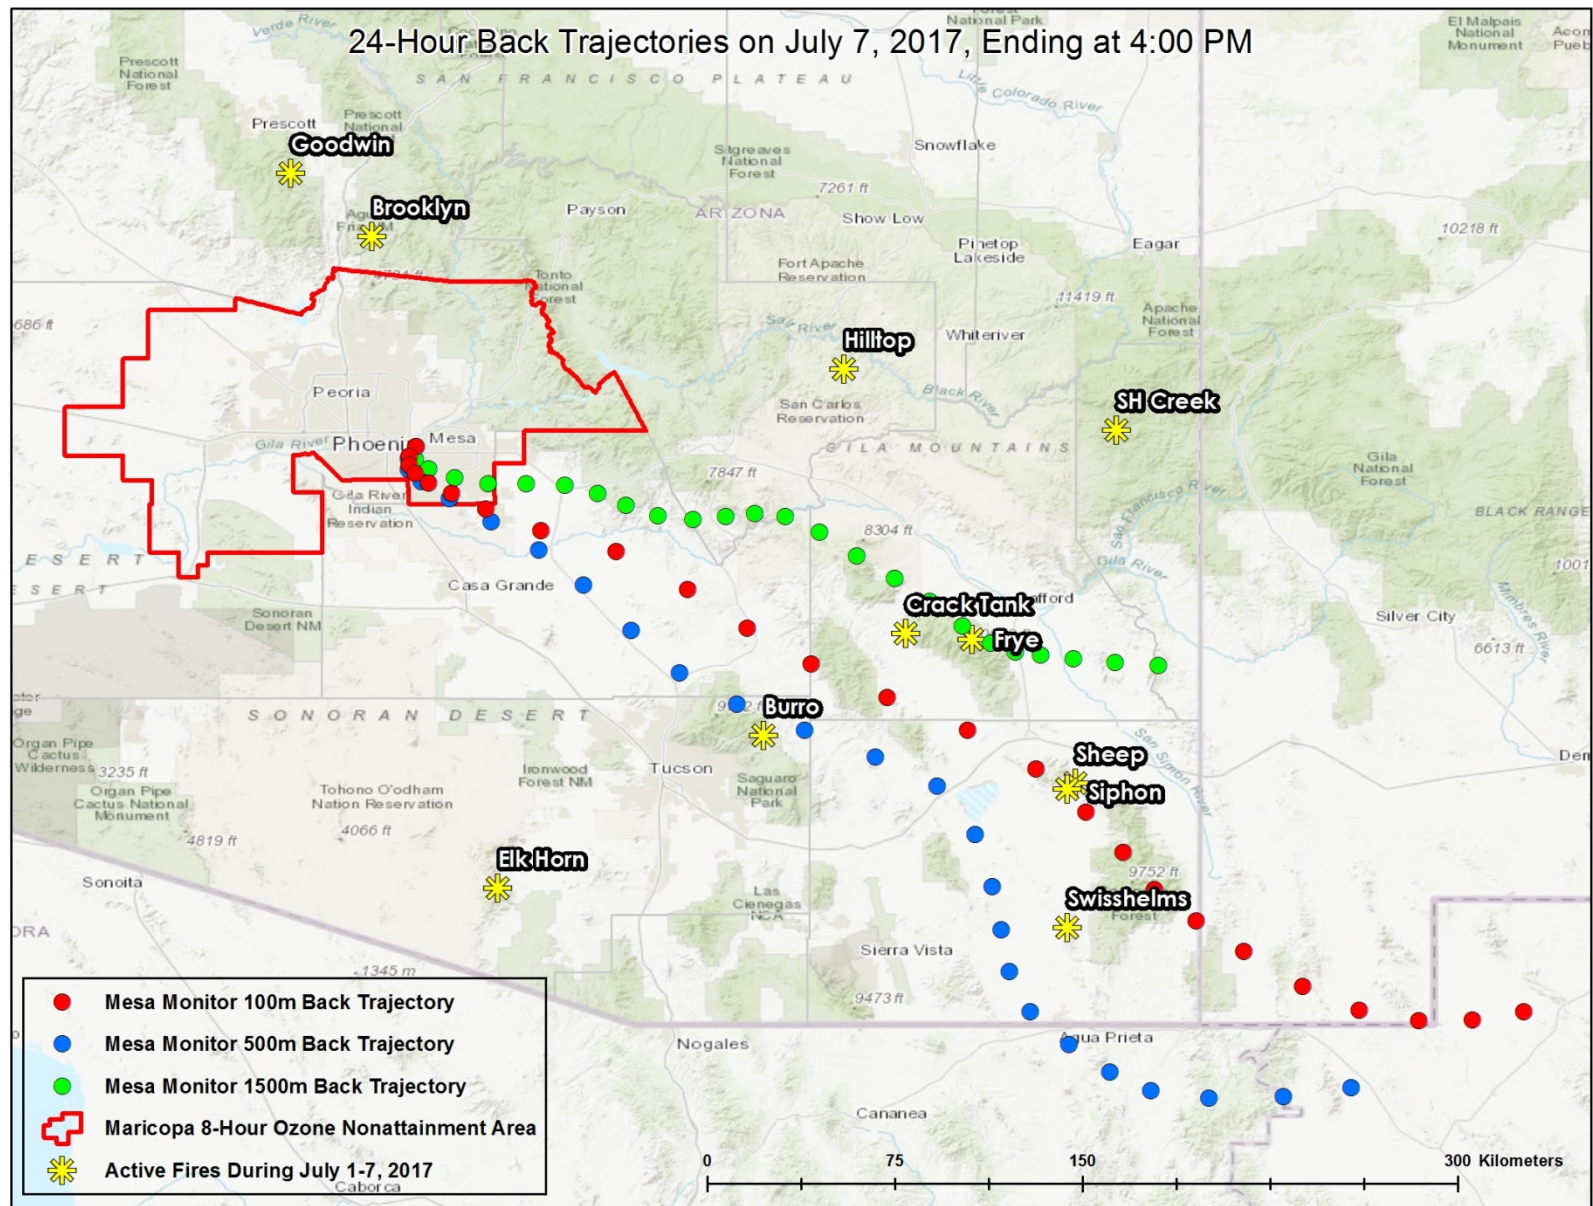 Verde River
National Park
El Malpais
National
Monument
24-Hour Back Trajectories on July 7, 2017, Ending at 4:00 PM
Prescott
National
Forest
SAN FRANCISCO PLATEAU
Little Colorado River
Prescott
Prescott
National
Goodwin
Snowflake
Sitgreaves
National
Forest
7261 ft
Brooklyn
Payson
ARIZONA
Show Low
10218 ft
Pinetop
Lakeside
Eagar
Fort Apache
Reservation
Tonto
National
Forest
11419 ft
Apache
National
Forest
686 ft
Salt River
Whiteriver
Hilltop
Peoria
Black River
SH Creek
San Carlos
Reservation
Gila River
Phoenix
Mesa
GILA MOUNTAINS
Gila
National
Forest
7847 ft
Gila River
Indian
Reservation
San Francisco River
BLACK RANGE
8304 ft
DESERT
Gila River
1001
Casa Grande
Mimbres River
Sonoran
Desert NM
Crack Tank
afford
Silver City
Frye
6613 ft
SONORAN DESERT
Burro
Organ Pipe
Cactus
Wilderness
3235 ft
San Simon River
Sheep
Tucson
Ironwood
Forest NM
Saguaro
National
Park
Siphon
Organ Pipe
Cactus National
Monument
Tohono O'odham
Nation Reservation
4066 ft
4819 ft
Elk Horn
9752 ft
Sonoita
Las
Cienegas
NCA
Swisshelms
Forest
ORA
Sierra Vista
1345 m
9473 ft
Mesa Monitor 100m Back Trajectory
Nogales
Agua Prieta
Mesa Monitor 500m Back Trajectory
Mesa Monitor 1500m Back Trajectory
Cananea
Maricopa 8-Hour Ozone Nonattainment Area
Active Fires During July 1-7, 2017
0 75 150 300 Kilometers
Caborca